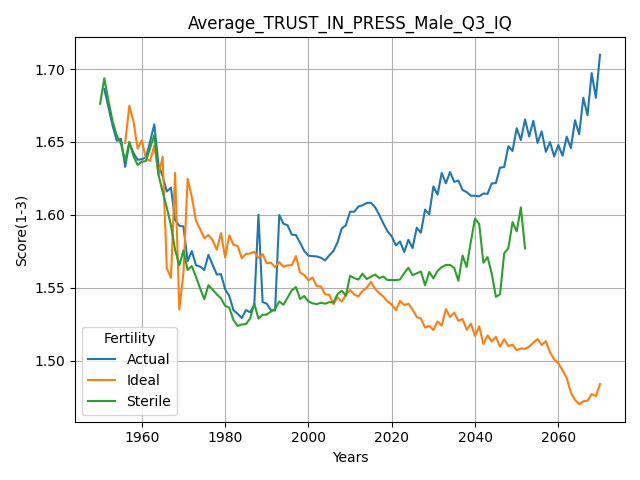 Average_TRUST_IN_PRESS_Male_Q3_IQ
1.70
1.65
1.60
1.55
1.50
Score(1-3)
Fertility
Actual
Ideal
Sterile
1960 1980 2000 2020 2040 2060
Years